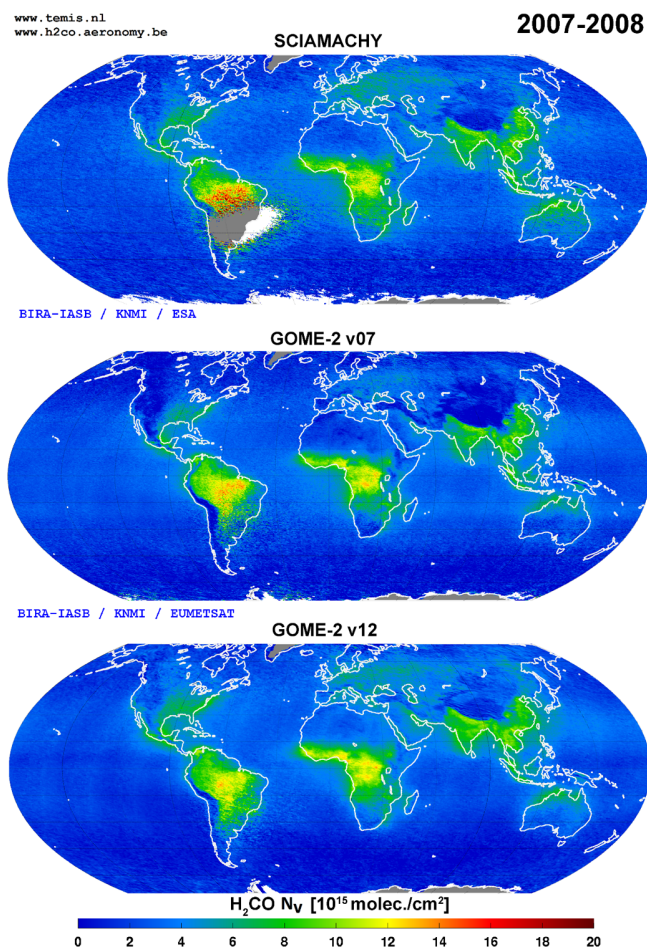 www.temis.nl
www.h2co.aeronomy.be
2007-2008
SCIAMACHY
BIRA-IASB / KNMI / ESA
GOME-2 v07
BIRA-IASB / KNMI / EUMETSAT
GOME-2 v12
H₂CO Nᵥ [10¹⁵ molec./cm²]
0 2 4 6 8 10 12 14 16 18 20